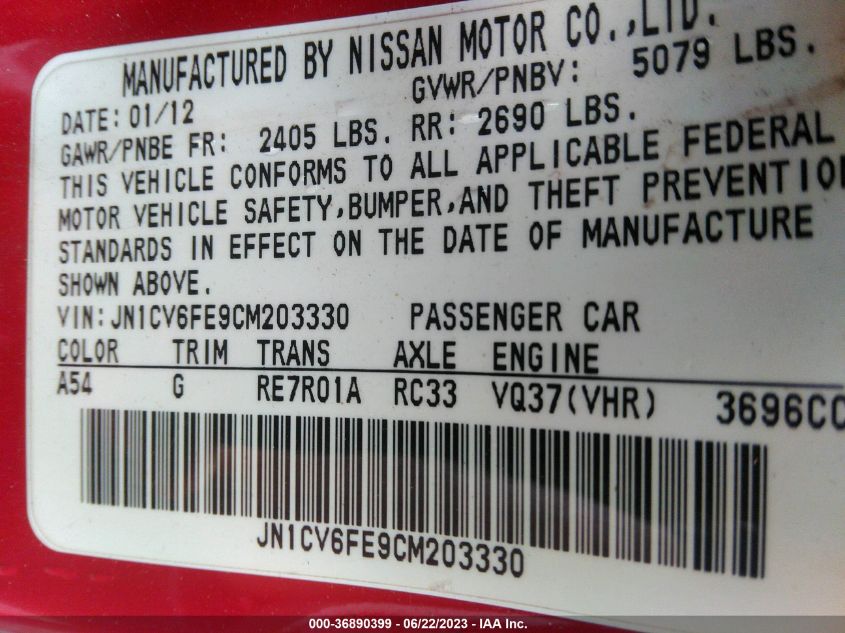 MANUFACTURED BY NISSAN MOTOR CO.,LTD.
DATE: 01/12 GVWR/PNBV: 5079 LBS.
GAWR/PNBE FR: 2405 LBS. RR: 2690 LBS.
THIS VEHICLE CONFORMS TO ALL APPLICABLE FEDERAL
MOTOR VEHICLE SAFETY,BUMPER,AND THEFT PREVENTION
STANDARDS IN EFFECT ON THE DATE OF MANUFACTURE
SHOWN ABOVE.
VIN: JN1CV6FE9CM203330 PASSENGER CAR
COLOR TRIM TRANS AXLE ENGINE
A54 G RE7R01A RC33 VQ37(VHR) 3696CC
JN1CV6FE9CM203330
000-36890399 - 06/22/2023 - IAA Inc.